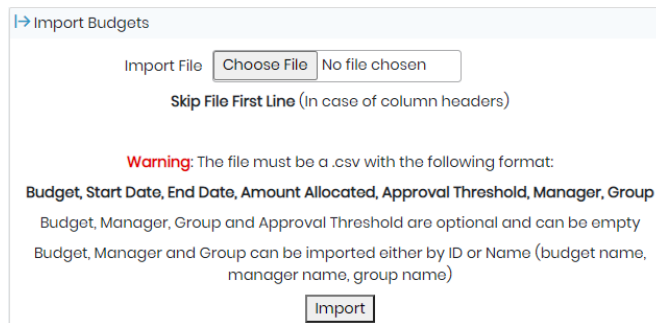 Import Budgets
Import File Choose File No file chosen
Skip File First Line (In case of column headers)
Warning: The file must be a .csv with the following format:
Budget, Start Date, End Date, Amount Allocated, Approval Threshold, Manager, Group
Budget, Manager, Group and Approval Threshold are optional and can be empty
Budget, Manager and Group can be imported either by ID or Name (budget name,
manager name, group name)
Import